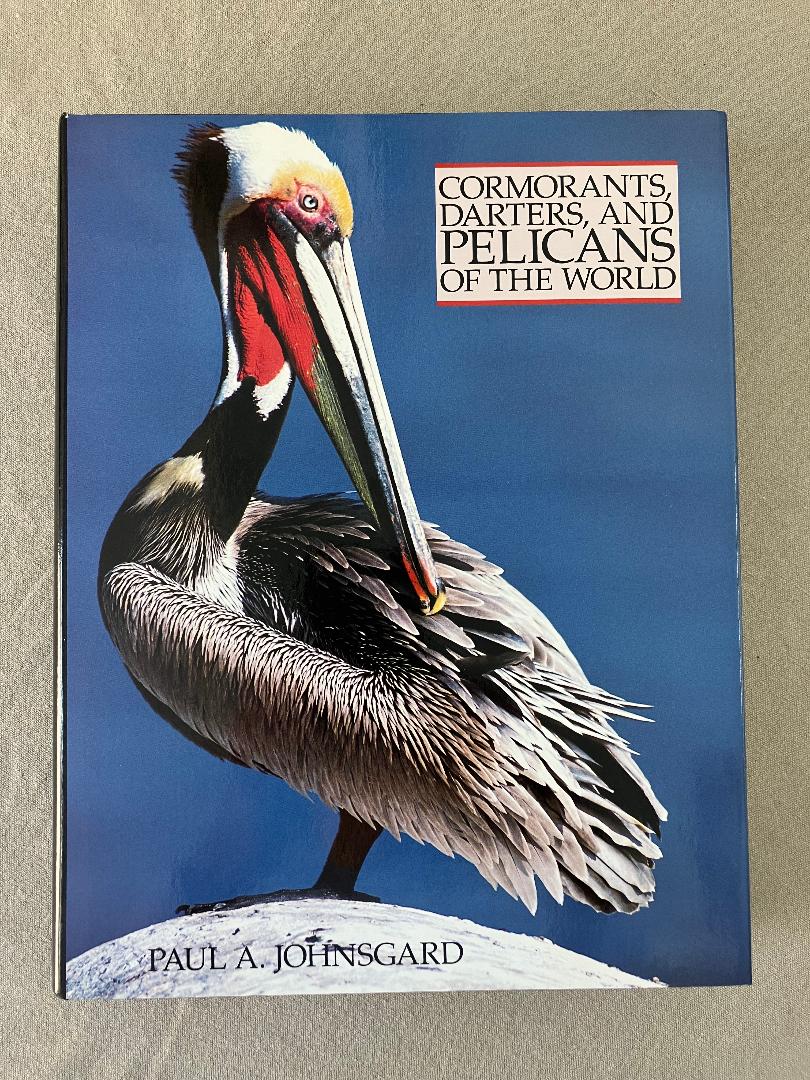 CORMORANTS,
DARTERS, AND
PELICANS
OF THE WORLD
PAUL A. JOHNSGARD